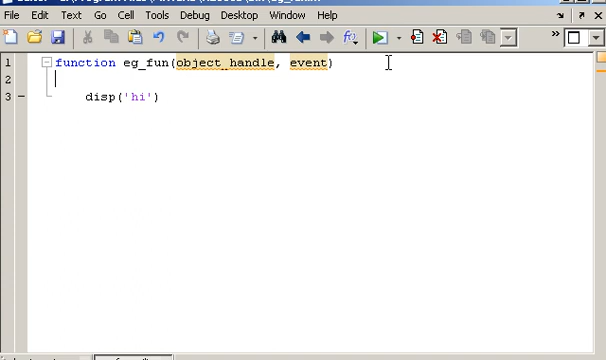 File Edit Text Go Cell Tools Debug Desktop Window Help
1 function eg_fun(object_handle, event)
2
3 disp('hi')